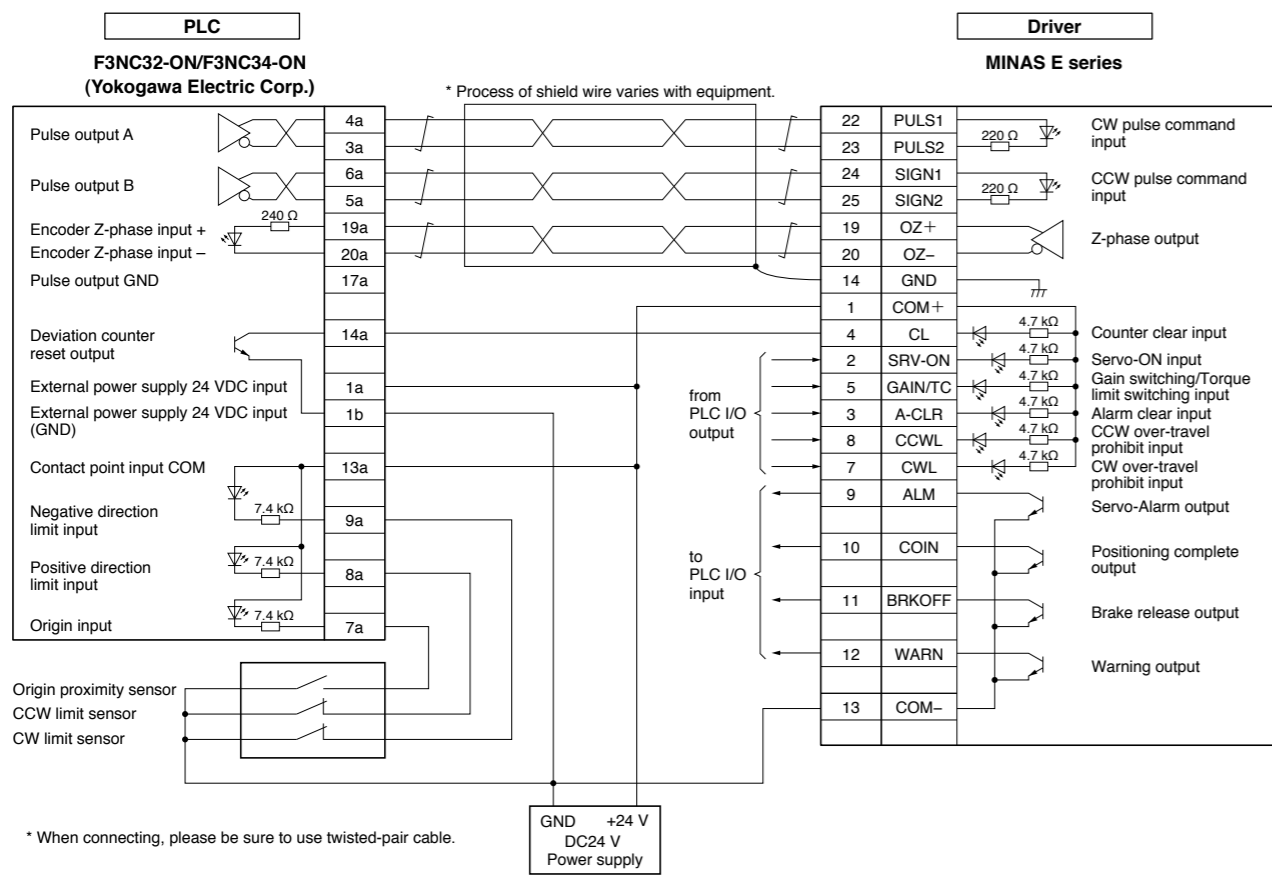 PLC
F3NC32-ON/F3NC34-ON
(Yokogawa Electric Corp.)
Driver
MINAS E series
* Process of shield wire varies with equipment.
Pulse output A
4a
3a
Pulse output B
6a
5a
240 Ω
Encoder Z-phase input +
19a
Encoder Z-phase input –
20a
Pulse output GND
17a
Deviation counter
reset output
14a
External power supply 24 VDC input
1a
External power supply 24 VDC input
(GND)
1b
Contact point input COM
13a
Negative direction
limit input
7.4 kΩ
9a
Positive direction
limit input
7.4 kΩ
8a
Origin input
7.4 kΩ
7a
Origin proximity sensor
CCW limit sensor
CW limit sensor
22 PULS1
23 PULS2
220 Ω
CW pulse command
input
24 SIGN1
25 SIGN2
220 Ω
CCW pulse command
input
19 OZ+
20 OZ–
Z-phase output
14 GND
1 COM+
4 CL 4.7 kΩ Counter clear input
2 SRV-ON 4.7 kΩ Servo-ON input
5 GAIN/TC 4.7 kΩ Gain switching/Torque
limit switching input
3 A-CLR 4.7 kΩ Alarm clear input
8 CCWL 4.7 kΩ CCW over-travel
prohibit input
7 CWL 4.7 kΩ CW over-travel
prohibit input
from
PLC I/O
output
9 ALM Servo-Alarm output
10 COIN Positioning complete
output
11 BRKOFF Brake release output
12 WARN Warning output
13 COM–
to
PLC I/O
input
GND +24 V
DC24 V
Power supply
* When connecting, please be sure to use twisted-pair cable.